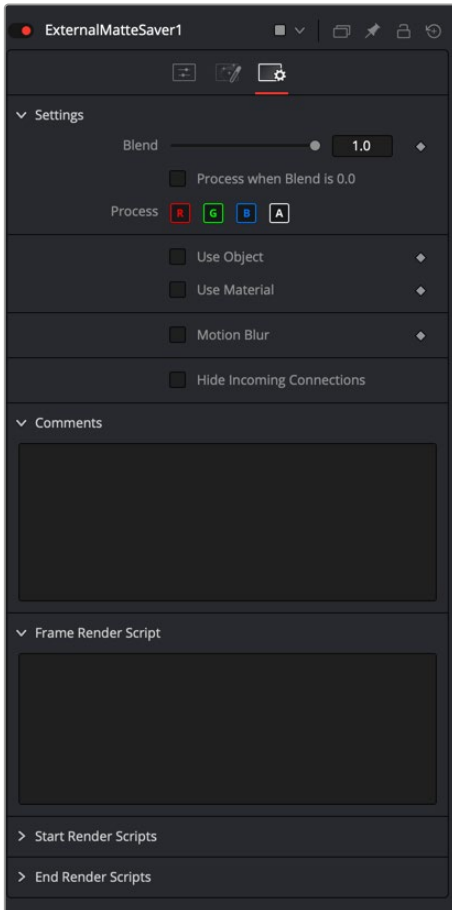 ExternalMatteSaver1
Settings
Blend 1.0
Process when Blend is 0.0
Process R G B A
Use Object
Use Material
Motion Blur
Hide Incoming Connections
Comments
Frame Render Script
Start Render Scripts
End Render Scripts